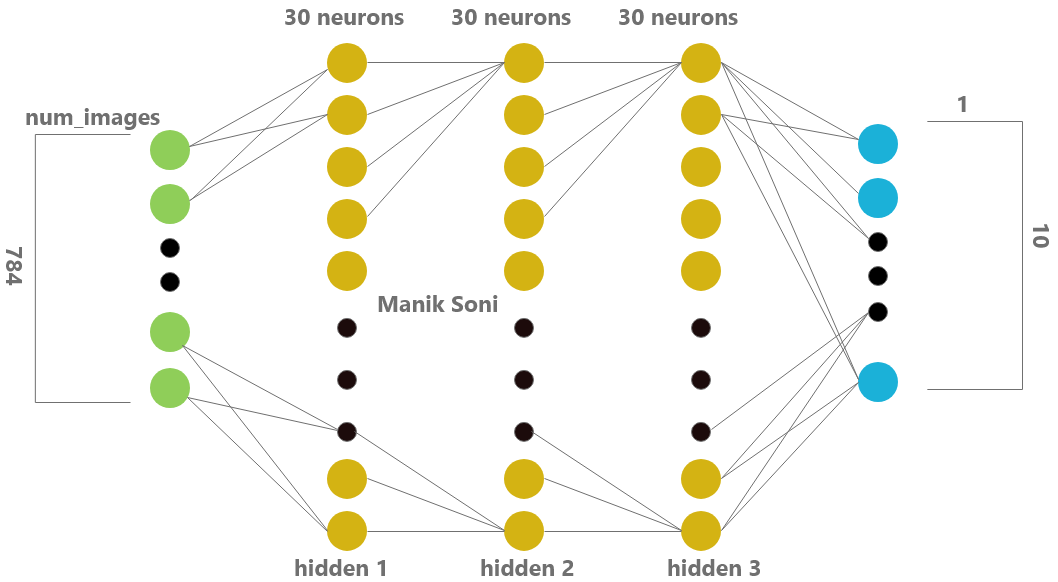 30 neurons
30 neurons
30 neurons
num_images
1
784
10
Manik Soni
hidden 1
hidden 2
hidden 3